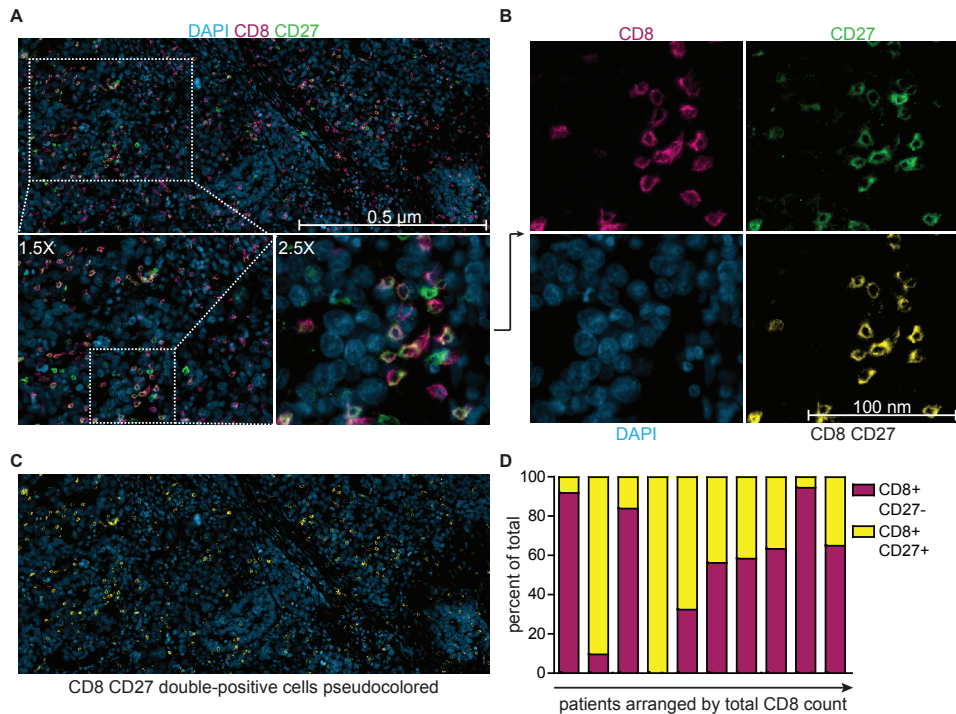 A
DAPI CD8 CD27
0.5 µm
1.5X
2.5X
B
CD8
CD27
DAPI
100 nm
CD8 CD27
C
CD8 CD27 double-positive cells pseudocolored
D
percent of total
100
80
60
40
20
0
CD8+
CD27-
CD8+
CD27+
patients arranged by total CD8 count